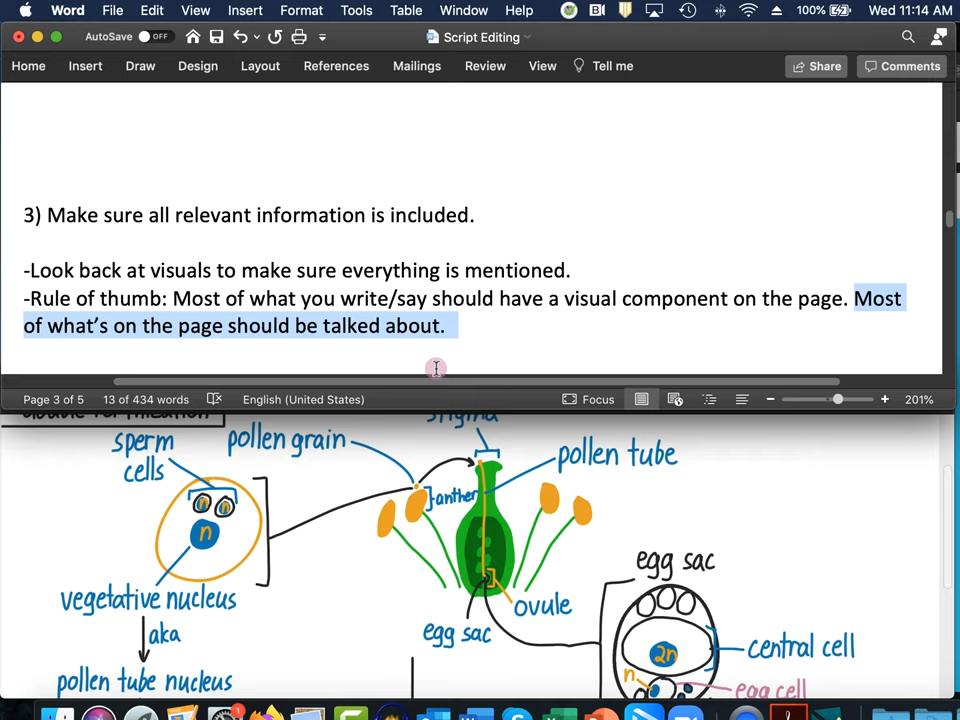 Word File Edit View Insert Format Tools Table Window Help 100% Wed 11:14 AM
AutoSave OFF Script Editing
Home Insert Draw Design Layout References Mailings Review View Tell me Share Comments
3) Make sure all relevant information is included.
-Look back at visuals to make sure everything is mentioned.
-Rule of thumb: Most of what you write/say should have a visual component on the page. Most
of what's on the page should be talked about.
Page 3 of 5 13 of 434 words English (United States) Focus 201%
stigma
sperm
cells
pollen grain
pollen tube
anther
n
n
n
vegetative nucleus
aka
pollen tube nucleus
egg sac
ovule
egg sac
central cell
2n
n
egg cell
1